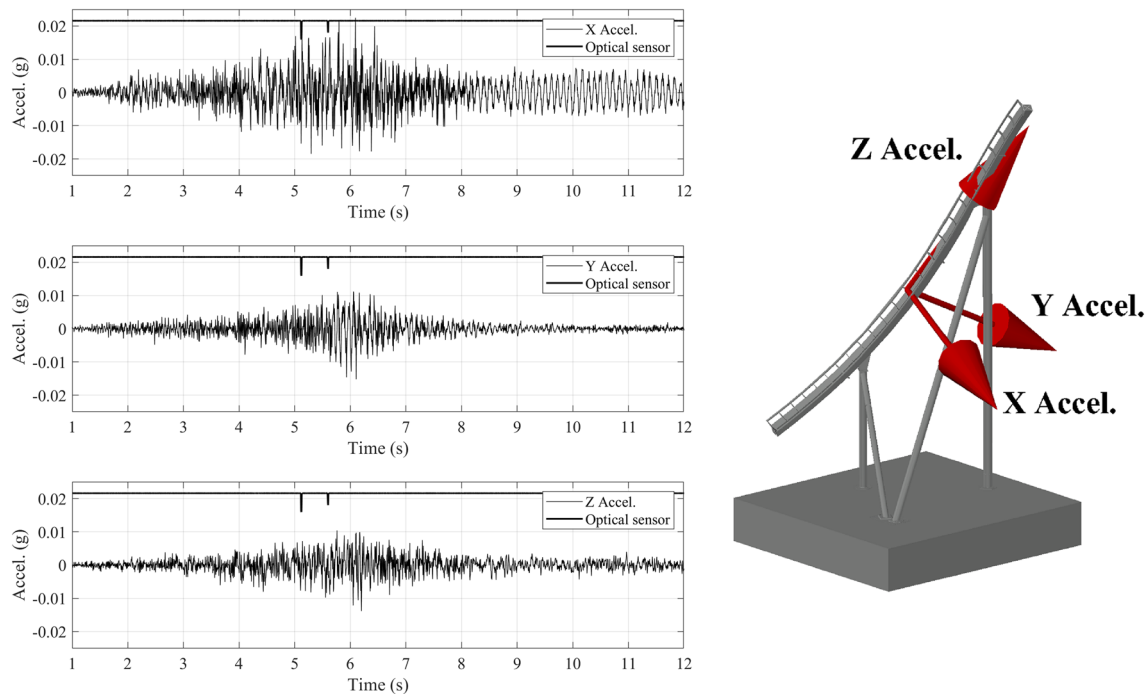 0.02
0.01
0
-0.01
-0.02
Accel. (g)
X Accel.
Optical sensor
1 2 3 4 5 6 7 8 9 10 11 12
Time (s)
0.02
0.01
0
-0.01
-0.02
Accel. (g)
Y Accel.
Optical sensor
1 2 3 4 5 6 7 8 9 10 11 12
Time (s)
0.02
0.01
0
-0.01
-0.02
Accel. (g)
Z Accel.
Optical sensor
1 2 3 4 5 6 7 8 9 10 11 12
Time (s)
Z Accel.
Y Accel.
X Accel.